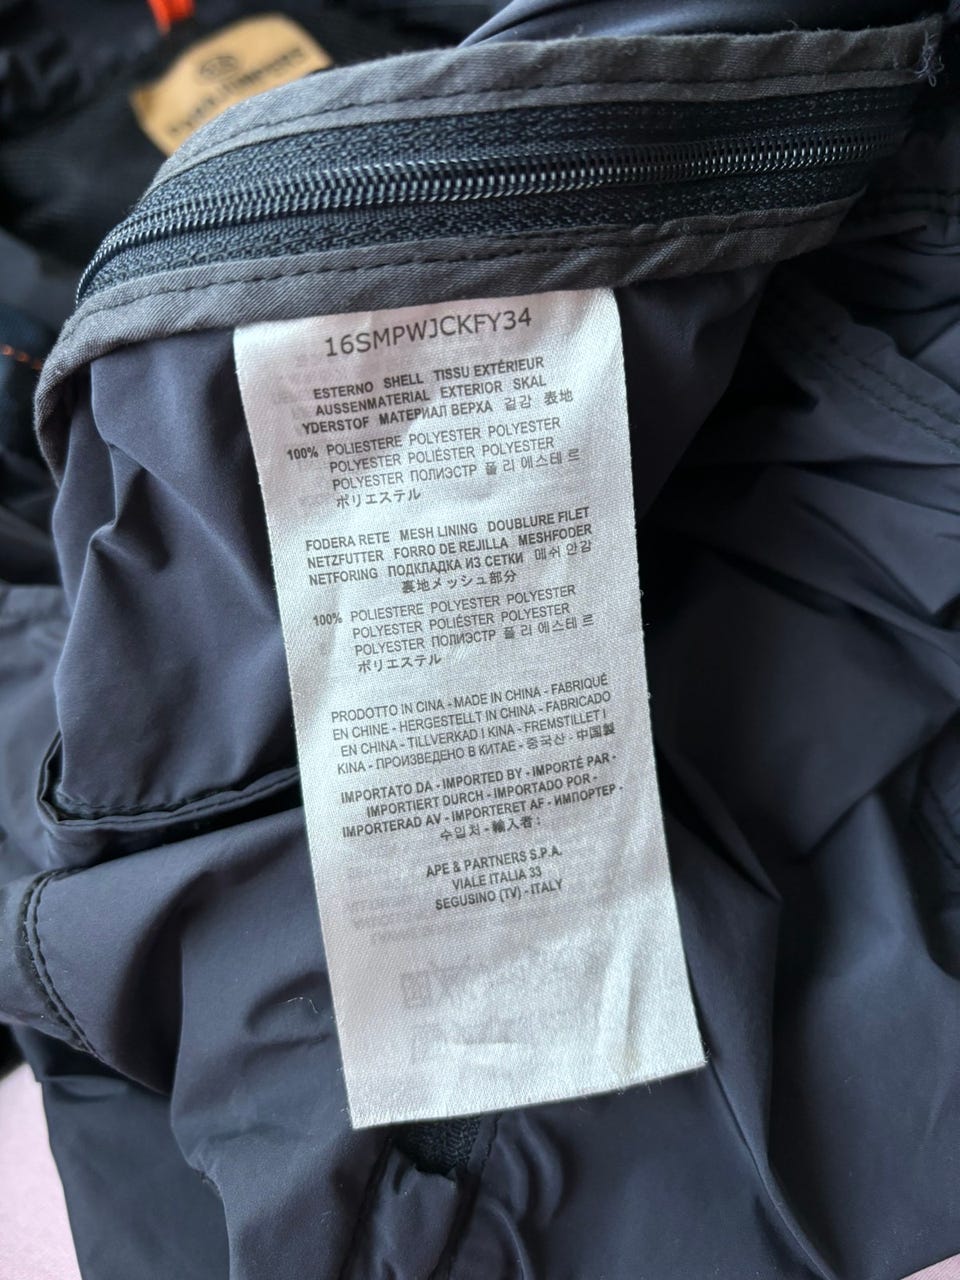 16SMPWJCKFY34
ESTERNO SHELL TISSU EXTÉRIEUR
AUSSENMATERIAL EXTERIOR SKAL
YDERSTOF МАТЕРИАЛ ВЕРХА 겉감 表地
100% POLIESTERE POLYESTER POLYESTER
POLYESTER POLIÉSTER POLYESTER
POLYESTER ПОЛИЭСТР 폴 리 에스테 르
ポリエステル
FODERA RETE MESH LINING DOUBLURE FILET
NETZFUTTER FORRO DE REJILLA MESHFODER
NETFORING ПОДКЛАДКА ИЗ СЕТКИ 메쉬 안감
裏地メッシュ部分
100% POLIESTERE POLYESTER POLYESTER
POLYESTER POLIÉSTER POLYESTER
POLYESTER ПОЛИЭСТР 폴 리 에스테 르
ポリエステル
PRODOTTO IN CINA - MADE IN CHINA - FABRIQUÉ
EN CHINE - HERGESTELLT IN CHINA - FABRICADO
EN CHINA - TILLVERKAD I KINA - FREMSTILLET I
KINA - ПРОИЗВЕДЕНО В КИТАЕ - 중국산 - 中国製
IMPORTATO DA - IMPORTED BY - IMPORTÉ PAR -
IMPORTIERT DURCH - IMPORTADO POR -
IMPORTERAD AV - IMPORTERET AF - ИМПОРТЕР -
수입처 - 輸入者 :
APE & PARTNERS S.P.A.
VIALE ITALIA 33
SEGUSINO (TV) - ITALY